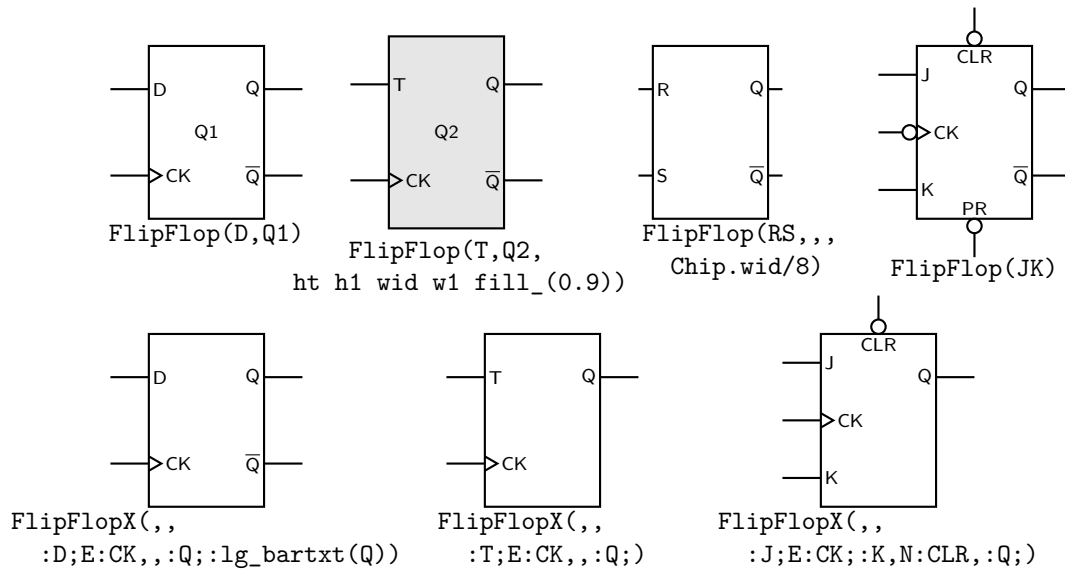 D Q
Q1
CK Q̅
FlipFlop(D,Q1)
T Q
Q2
CK Q̅
FlipFlop(T,Q2,
ht h1 wid w1 fill_(0.9))
R Q
S Q̅
FlipFlop(RS,,,
Chip.wid/8)
CLR
J Q
CK
K Q̅
PR
FlipFlop(JK)
D Q
CK Q̅
FlipFlopX(,,
:D;E:CK,,:Q;:lg_bartxt(Q))
T Q
CK
FlipFlopX(,,
:T;E:CK,,:Q;)
CLR
J Q
CK
K
FlipFlopX(,,
:J;E:CK;:K,N:CLR,:Q;)